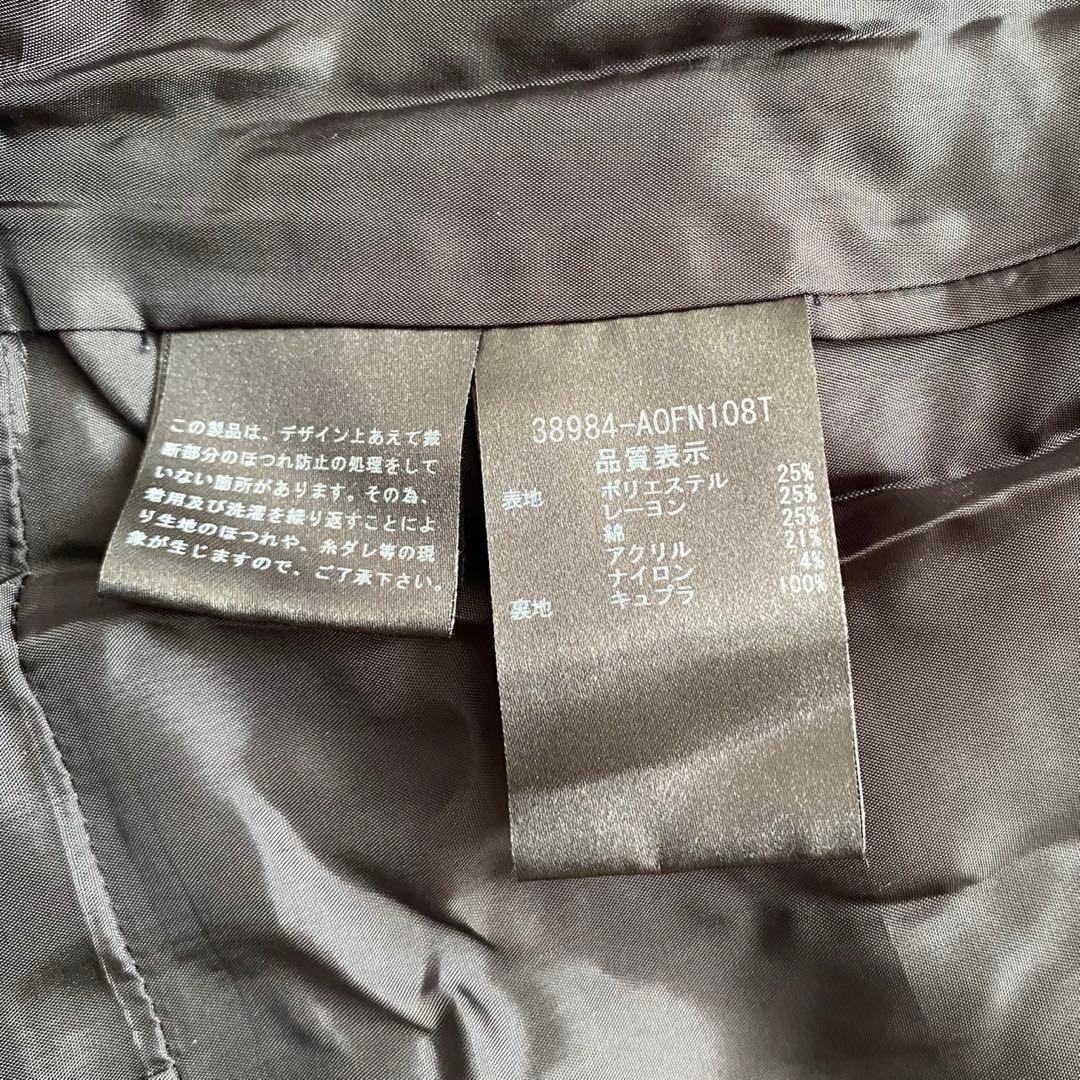 この製品は、デザイン上あえて裁
断部分のほつれ防止の処理をして
いない箇所があります。その為、
着用及び洗濯を繰り返すことによ
り生地のほつれや、糸ダレ等の現
象が生じますので、ご了承下さい。
38984-AOFN108T
品質表示
表地 ポリエステル 25%
レーヨン 25%
綿 25%
アクリル 21%
ナイロン 4%
裏地 キュプラ 100%